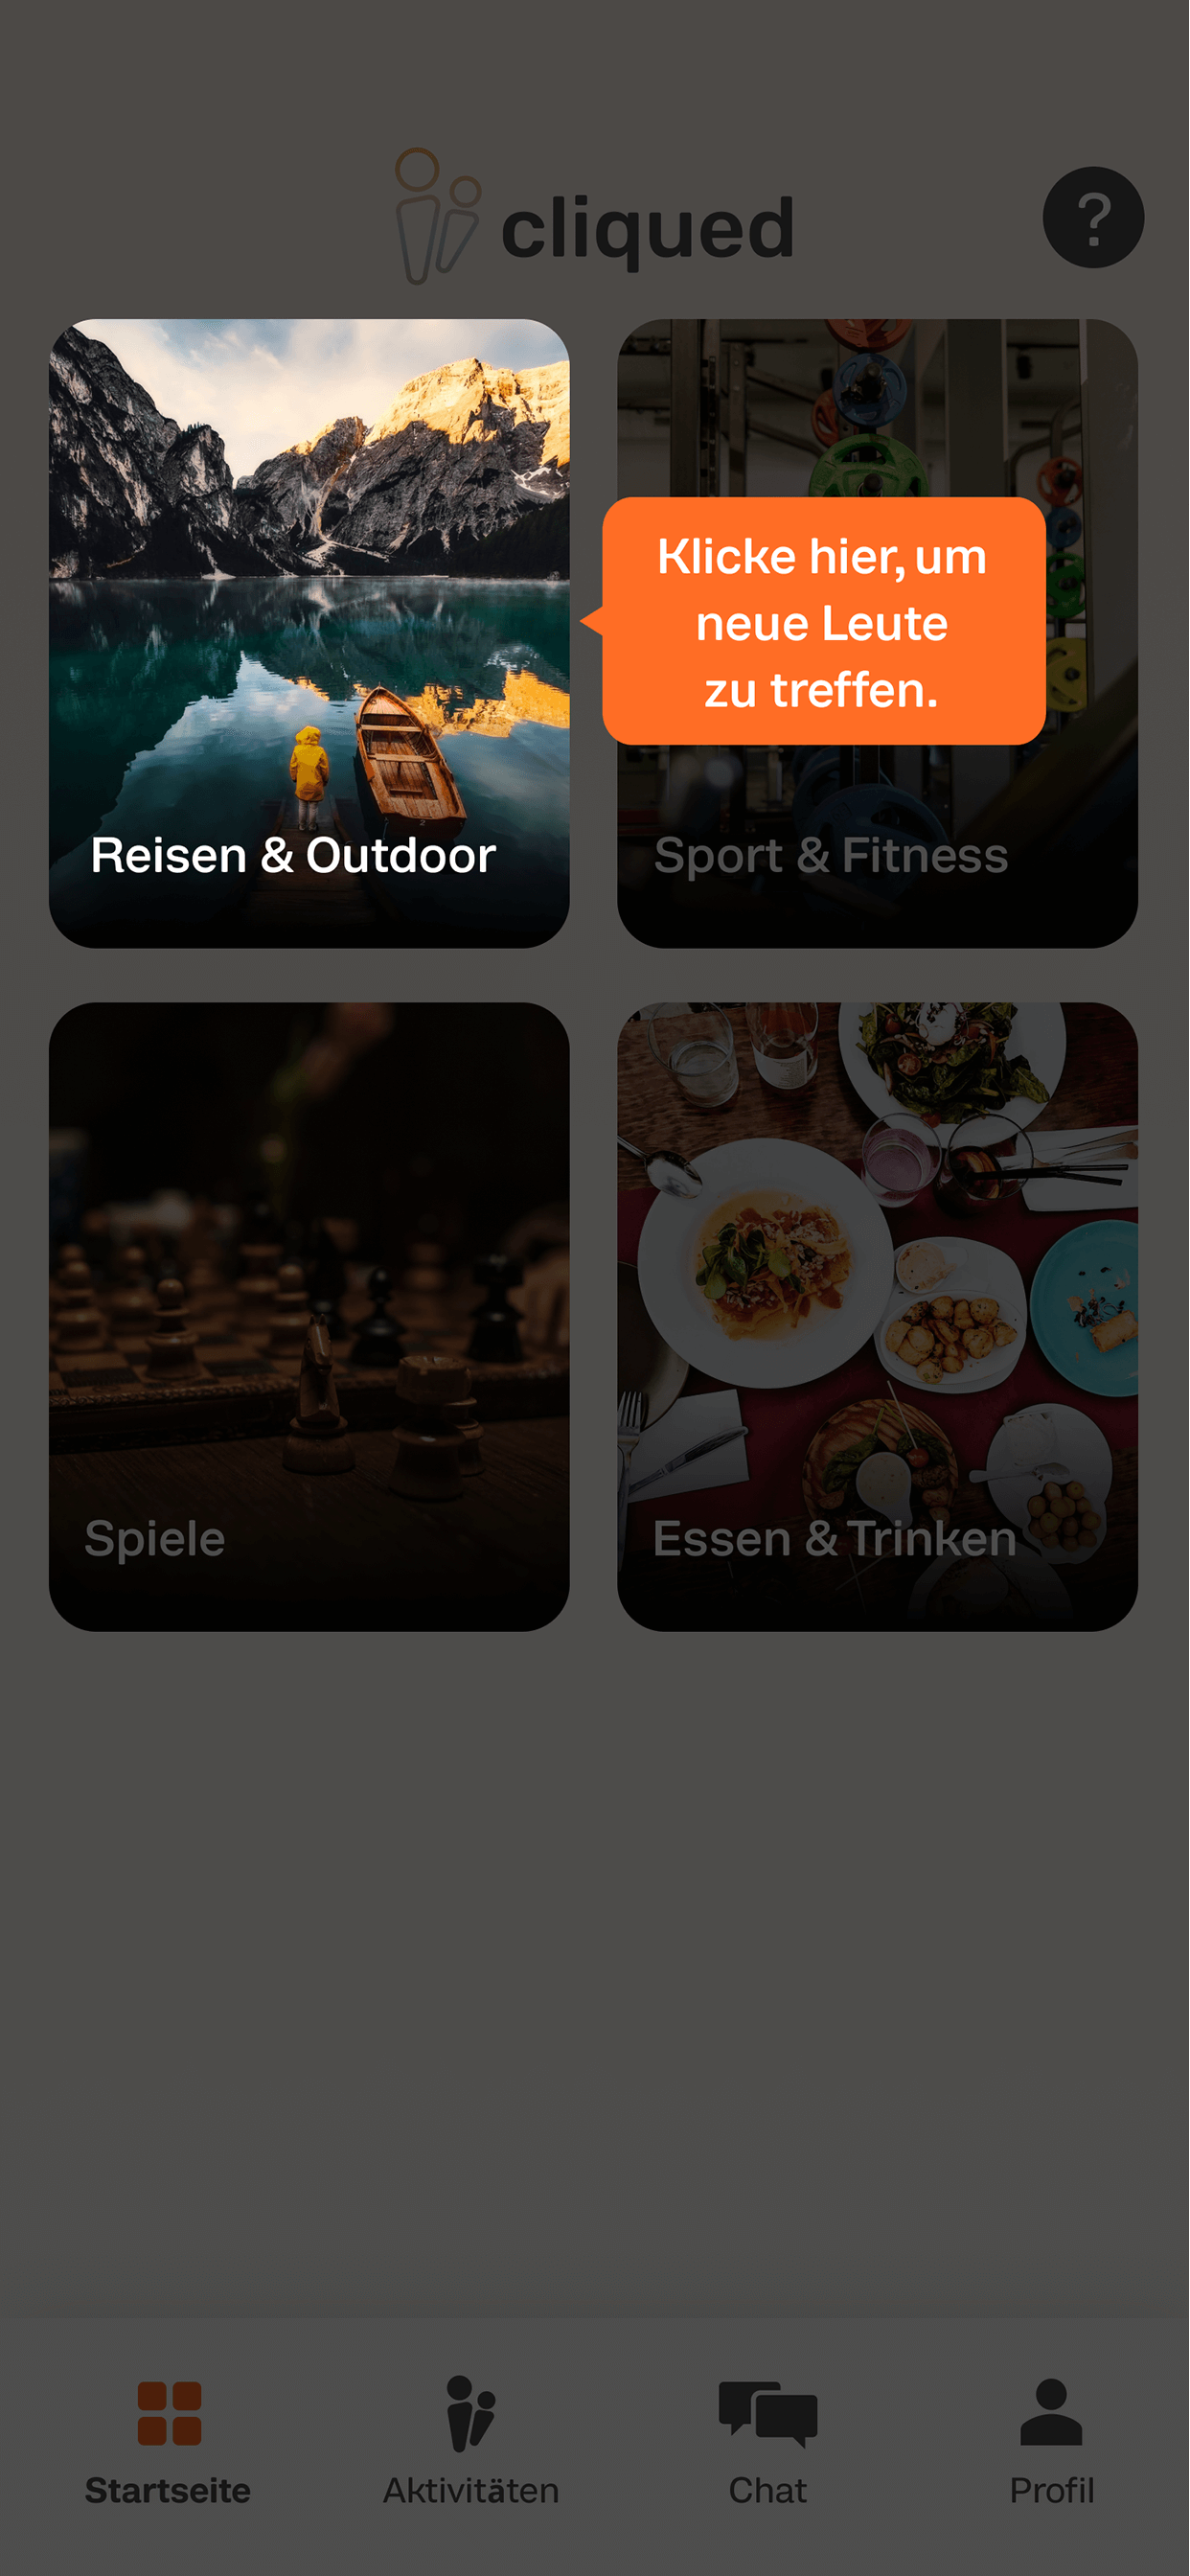 cliqued
?
Klicke hier, um
neue Leute
zu treffen.
Reisen & Outdoor
Sport & Fitness
Spiele
Essen & Trinken
Startseite
Aktivitäten
Chat
Profil